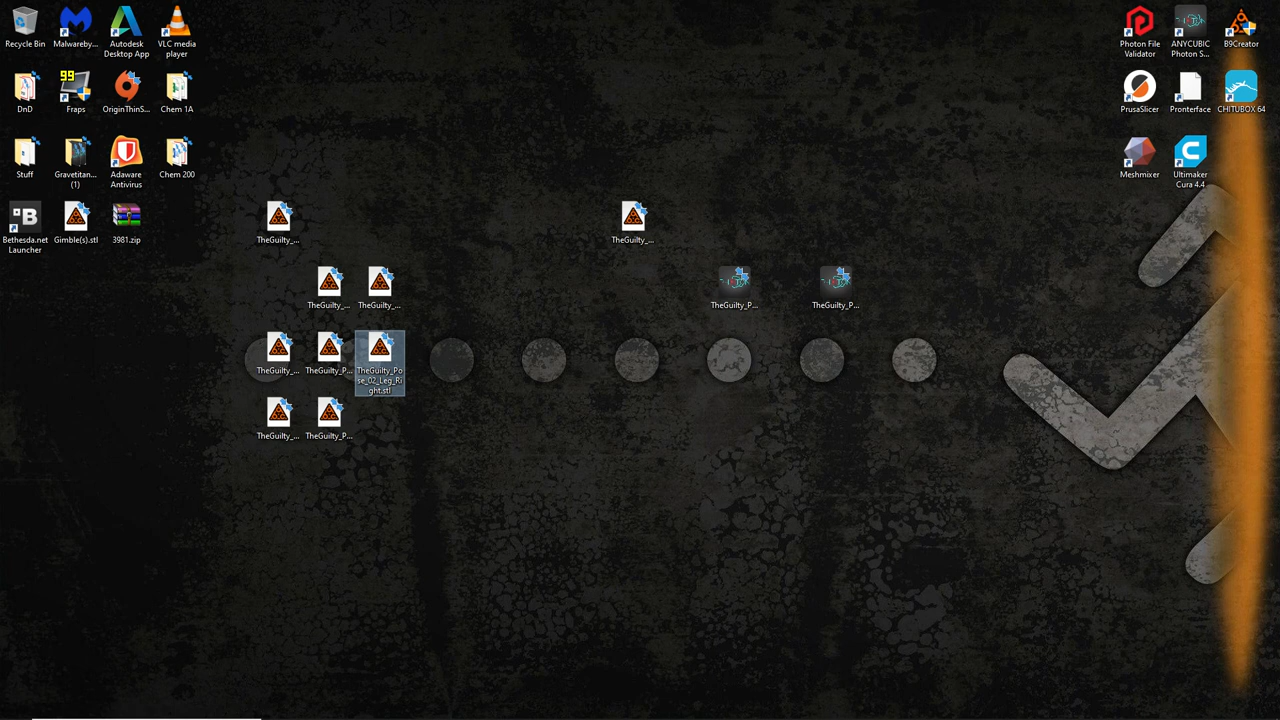 Recycle Bin
Malwareby...
Autodesk
Desktop App
VLC media
player
Photon File
Validator
ANYCUBIC
Photon S...
B9Creator
DnD
99
Fraps
OriginThinS...
Chem 1A
PrusaSlicer
Pronterface
CHITUBOX 64
Stuff
Gravetitan...
(1)
Adaware
Antivirus
Chem 200
Meshmixer
Ultimaker
Cura 4.4
B
Bethesda.net
Launcher
Gimble(s).stl
3981.zip
TheGuilty_...
TheGuilty_...
TheGuilty_...
TheGuilty_...
TheGuilty_P...
TheGuilty_P...
TheGuilty_...
TheGuilty_P...
TheGuilty_Po
se_02_Leg_Ri
ght.stl
TheGuilty_...
TheGuilty_P...